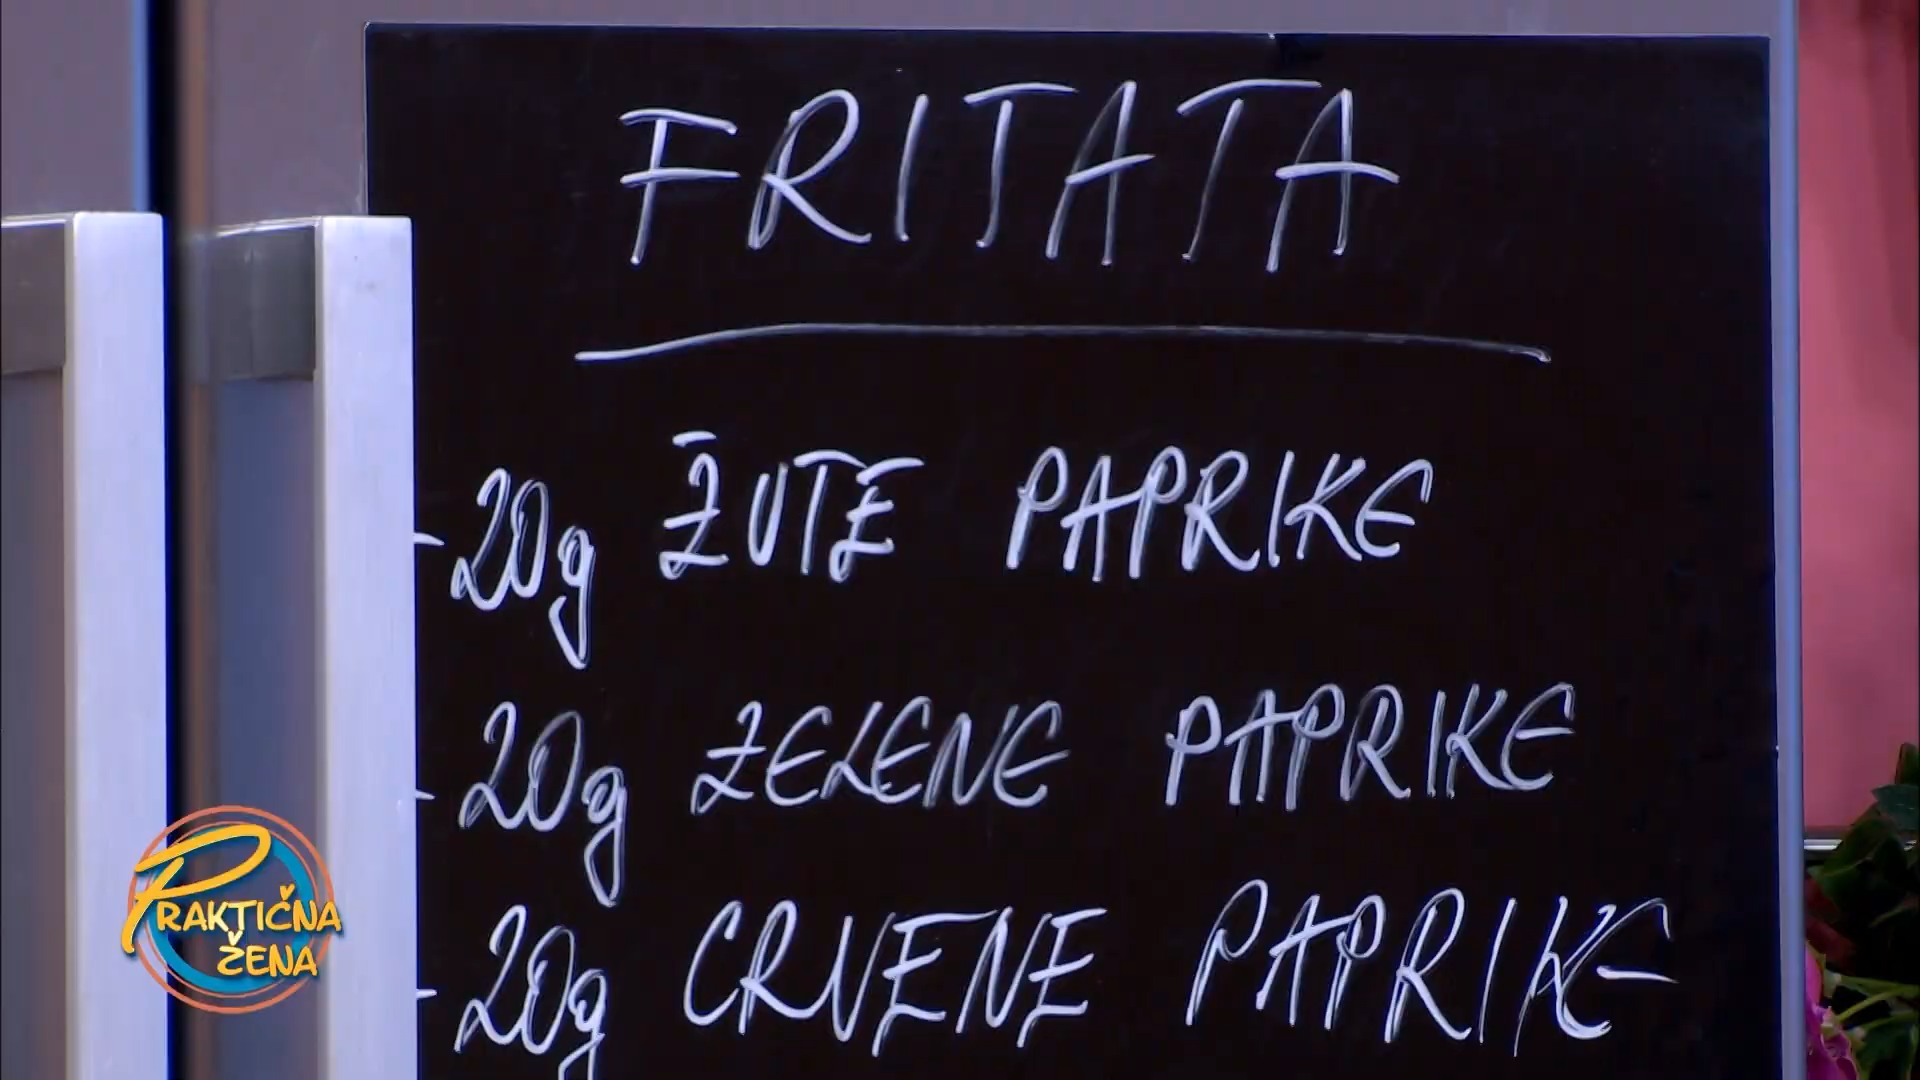 FRITATA
- 20g ŽUTE PAPRIKE
- 20g ZELENE PAPRIKE
- 20g CRVENE PAPRIKE
PRAKTIČNA
ŽENA